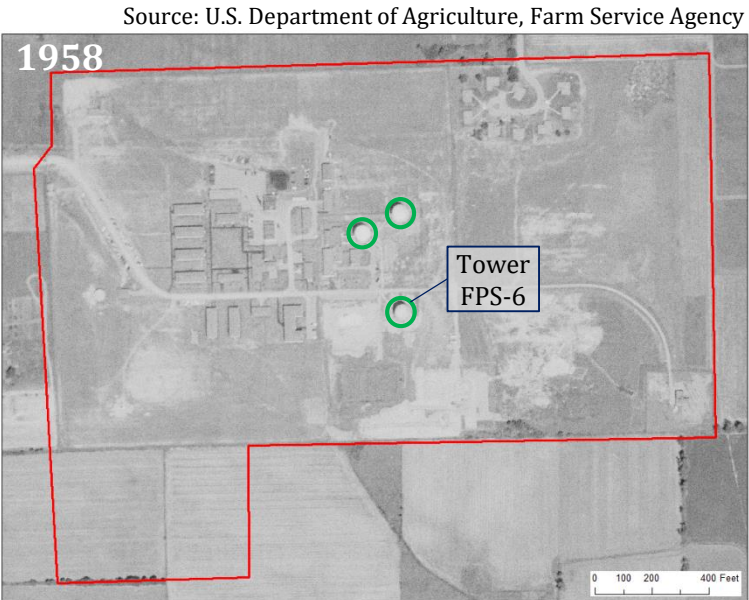 Source: U.S. Department of Agriculture, Farm Service Agency
1958
Tower
FPS-6
0 100 200 400 Feet